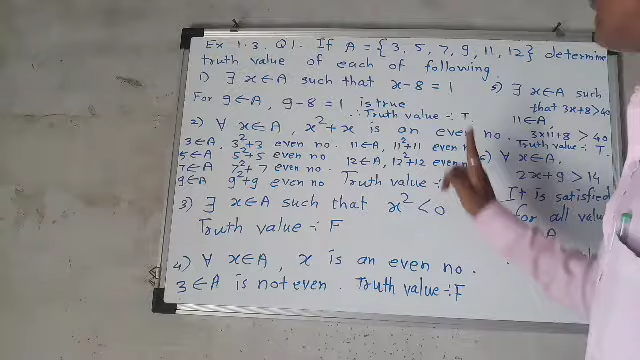 Ex 1.3. Q1. If A = {3, 5, 7, 9, 11, 12} determine
truth value of each of following.
1) ∃ x∈A such that x-8 = 1
For 9∈A, 9-8 = 1 is true
∴ Truth value :- T.
2) ∀ x∈A, x²+x is an even no.
3∈A, 3²+3 even no. 11∈A, 11²+11 even
5∈A, 5²+5 even no 12∈A, 12²+12 even
7∈A 7²+7 even no.
9∈A 9²+9 even no Truth value :-
3) ∃ x∈A such that x² < 0
Truth value :- F
4) ∀ x∈A, x is an even no.
3∈A is not even. Truth value :- F
5) ∃ x∈A such
that 3x+8>40
11∈A,
3x11+8 > 40
Truth value :- T.
∀ x∈A,
2x+9 > 14
It is satisfied
for all
A